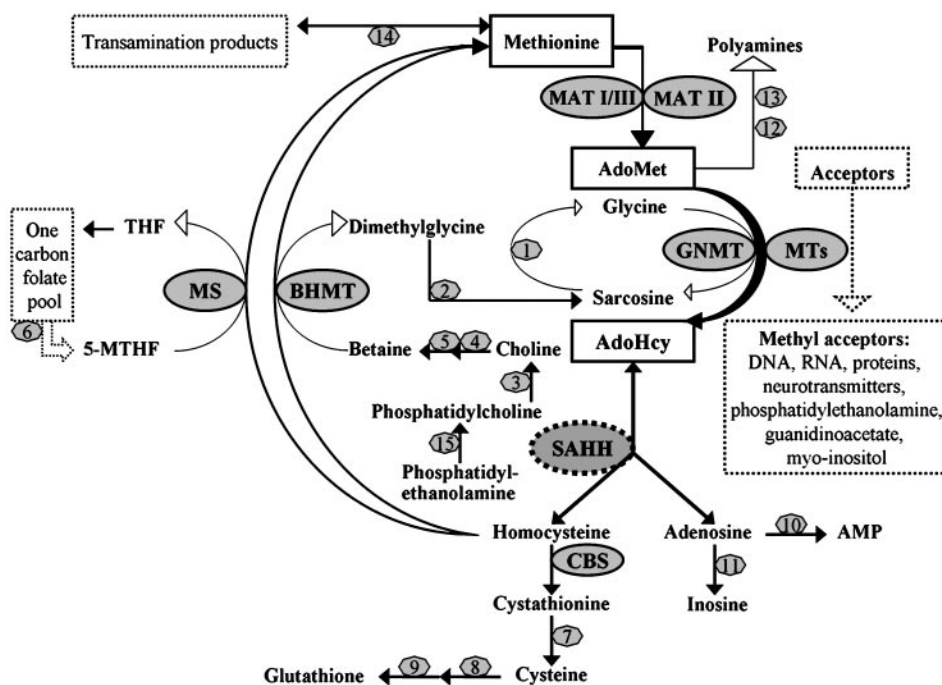 Transamination products
14
Methionine
Polyamines
MAT I/III
MAT II
13
12
AdoMet
Acceptors
Glycine
One
carbon
folate
pool
THF
Dimethylglycine
1
GNMT
MTs
MS
BHMT
2
Sarcosine
6
5-MTHF
Betaine
5
4
Choline
AdoHcy
Methyl acceptors:
DNA, RNA, proteins,
neurotransmitters,
phosphatidylethanolamine,
guanidinoacetate,
myo-inositol
3
Phosphatidylcholine
15
SAHH
Phosphatidyl-
ethanolamine
Homocysteine
Adenosine
10
AMP
CBS
11
Cystathionine
Inosine
7
Glutathione
9
8
Cysteine